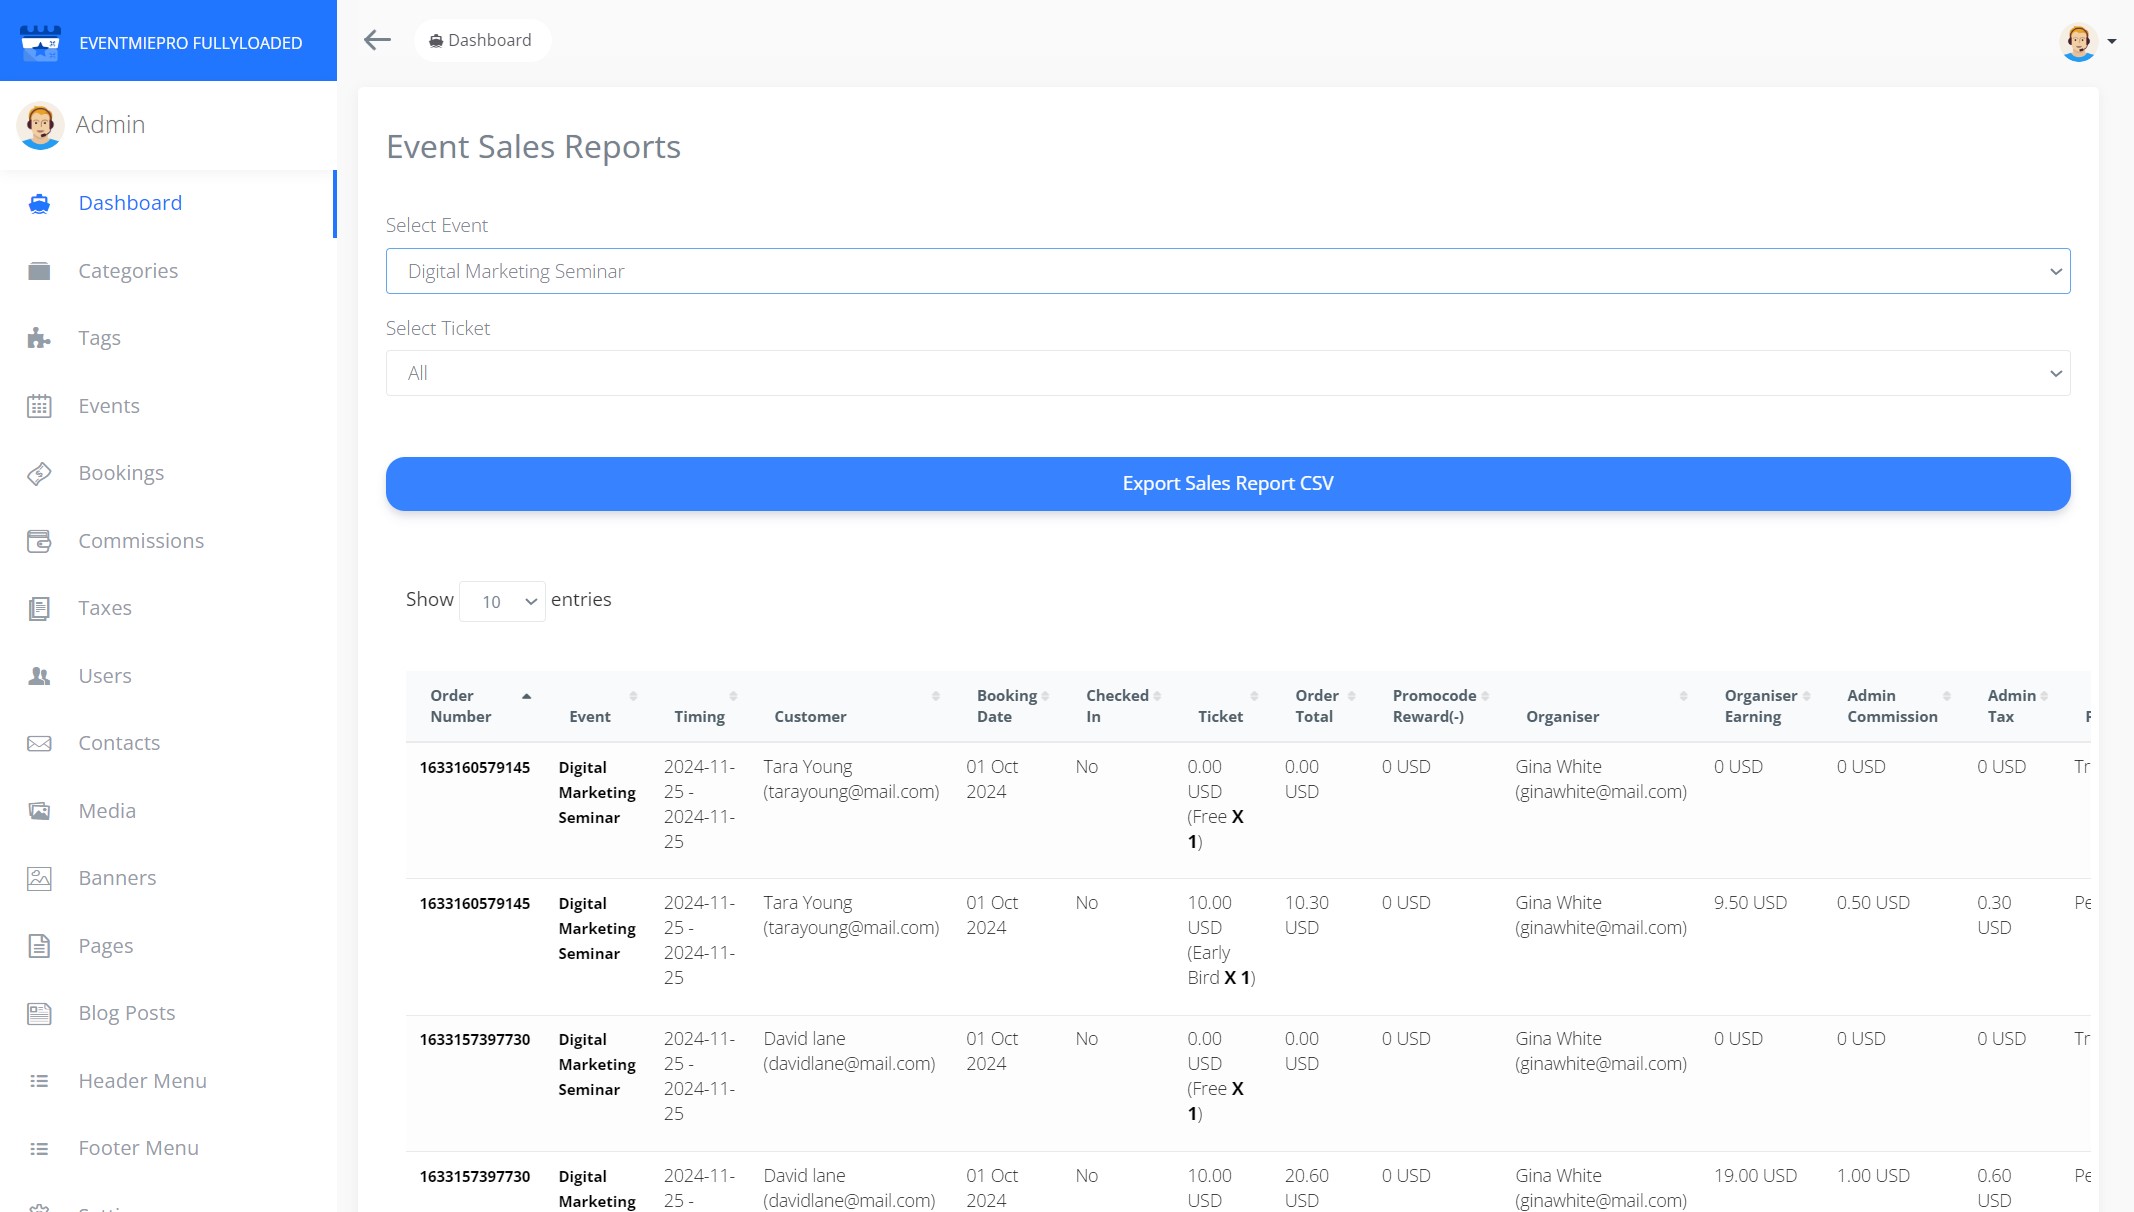 EVENTMIEPRO FULLYLOADED
Dashboard
Admin
Dashboard
Categories
Tags
Events
Bookings
Commissions
Taxes
Users
Contacts
Media
Banners
Pages
Blog Posts
Header Menu
Footer Menu
Event Sales Reports
Select Event
Digital Marketing Seminar
Select Ticket
All
Export Sales Report CSV
Show 10 entries
Order Number Event Timing Customer Booking Date Checked In Ticket Order Total Promocode Reward(-) Organiser Organiser Earning Admin Commission Admin Tax
1633160579145 Digital Marketing Seminar 2024-11-25 - 2024-11-25 Tara Young (tarayoung@mail.com) 01 Oct 2024 No 0.00 USD (Free X 1) 0.00 USD 0 USD Gina White (ginawhite@mail.com) 0 USD 0 USD 0 USD Tr
1633160579145 Digital Marketing Seminar 2024-11-25 - 2024-11-25 Tara Young (tarayoung@mail.com) 01 Oct 2024 No 10.00 USD (Early Bird X 1) 10.30 USD 0 USD Gina White (ginawhite@mail.com) 9.50 USD 0.50 USD 0.30 USD Pe
1633157397730 Digital Marketing Seminar 2024-11-25 - 2024-11-25 David lane (davidlane@mail.com) 01 Oct 2024 No 0.00 USD (Free X 1) 0.00 USD 0 USD Gina White (ginawhite@mail.com) 0 USD 0 USD 0 USD Tr
1633157397730 Digital Marketing 2024-11-25 - David lane (davidlane@mail.com) 01 Oct 2024 No 10.00 USD 20.60 USD 0 USD Gina White (ginawhite@mail.com) 19.00 USD 1.00 USD 0.60 USD Pe